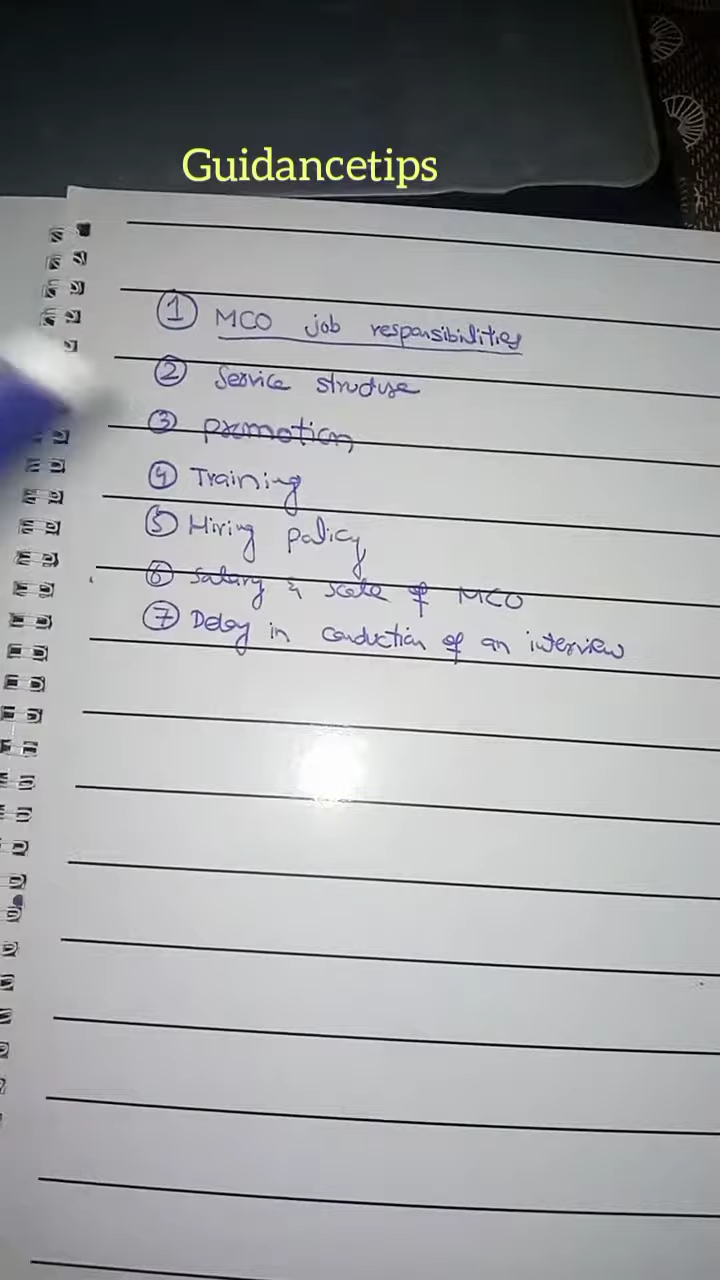 Guidancetips
① MCO job responsibilities
② Service structure
③ promotion
④ Training
⑤ Hiring policy
⑥ Salary & scale of MCO
⑦ Delay in conduction of an interview